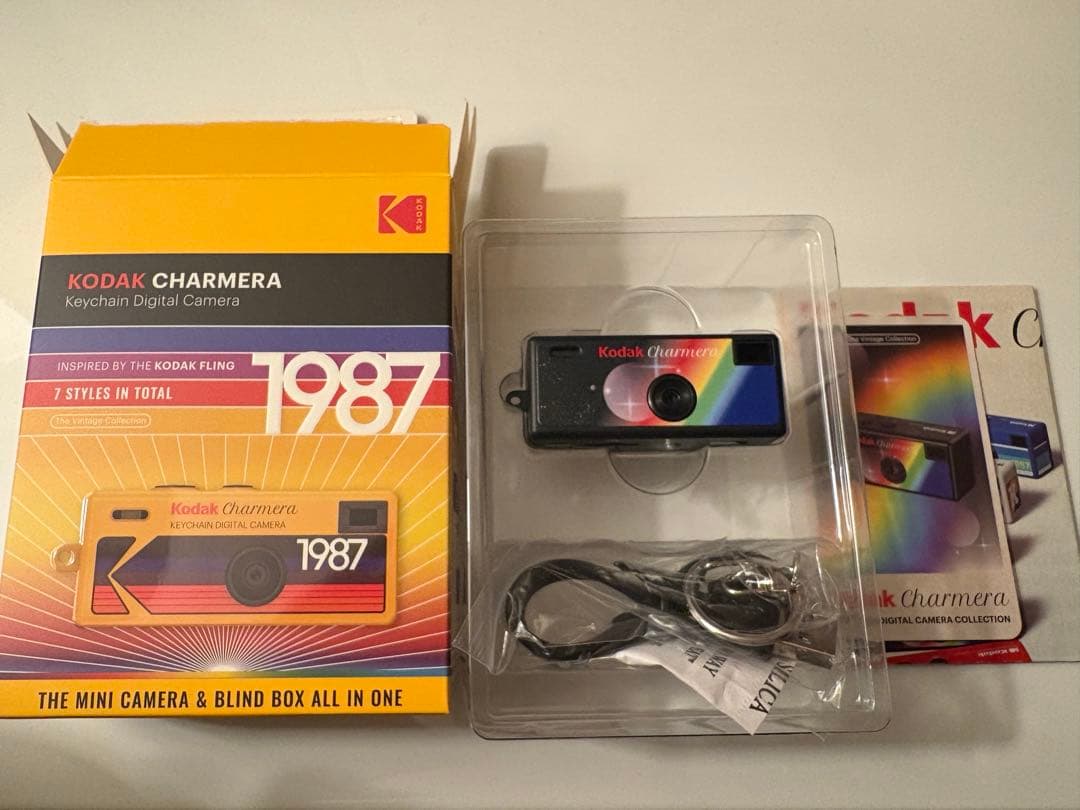 KODAK
KODAK CHARMERA
Keychain Digital Camera
INSPIRED BY THE KODAK FLING
1987
7 STYLES IN TOTAL
The Vintage Collection
Kodak Charmera
KEYCHAIN DIGITAL CAMERA
1987
THE MINI CAMERA & BLIND BOX ALL IN ONE
Kodak Charmera
SILICA
Kodak C
The Vintage Collection
Charmera
DIGITAL CAMERA COLLECTION
Kodak